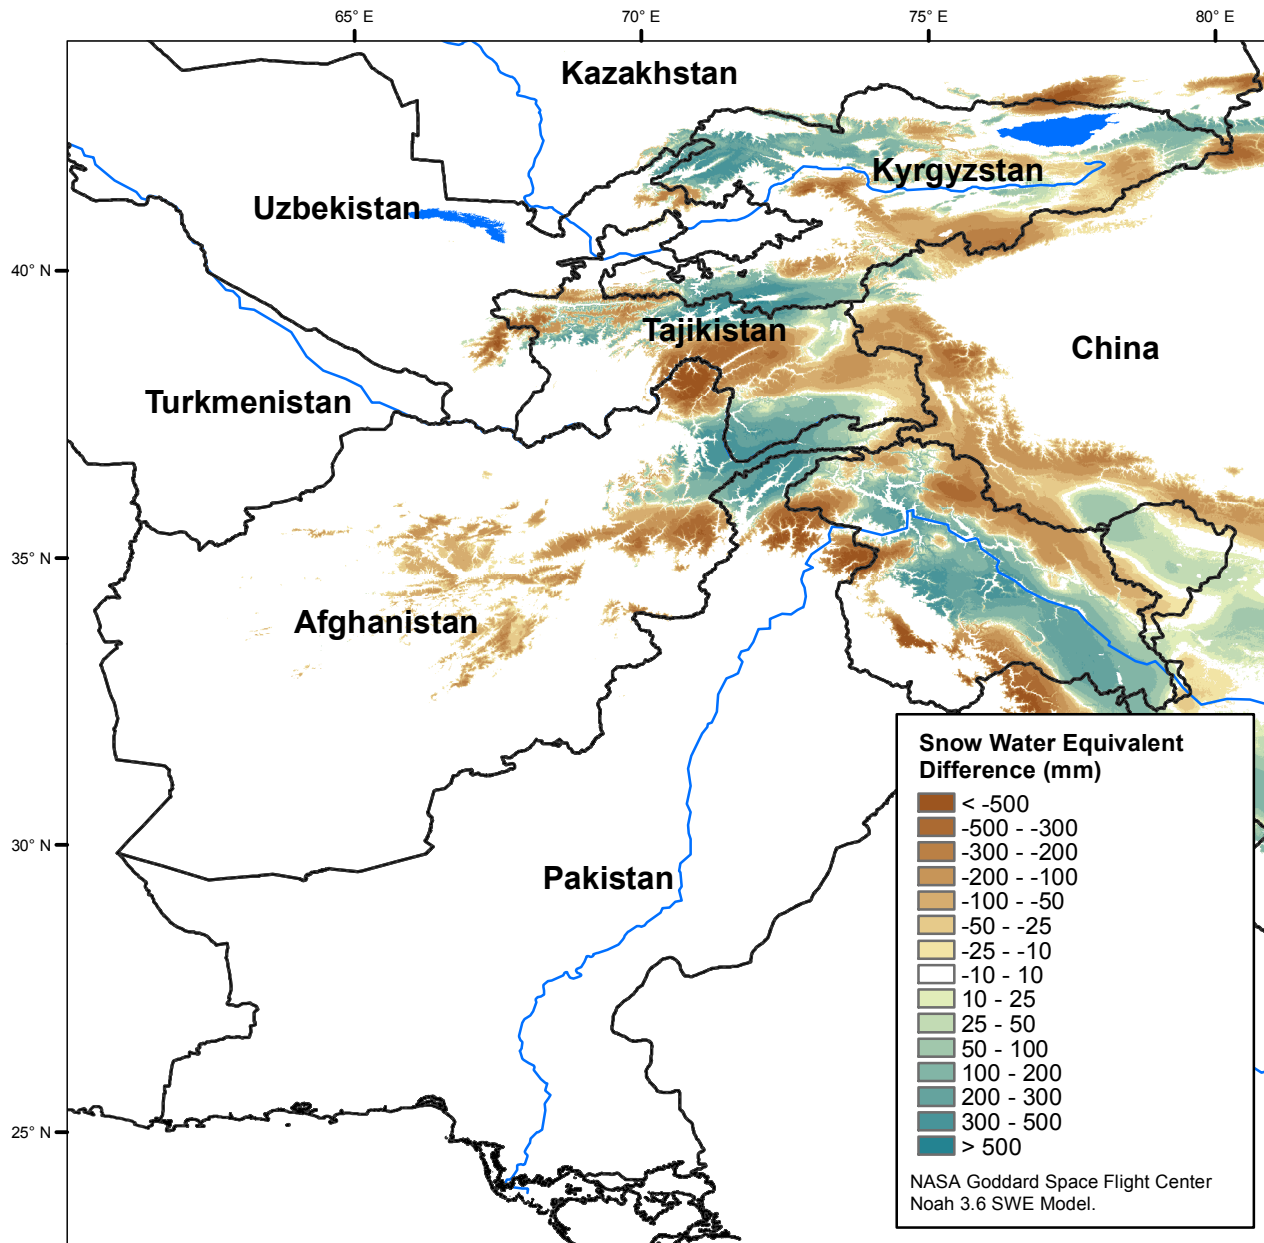 65° E
70° E
75° E
80° E
Kazakhstan
Kyrgyzstan
Uzbekistan
40° N
Tajikistan
China
Turkmenistan
35° N
Afghanistan
30° N
Pakistan
25° N
Snow Water Equivalent
Difference (mm)
< -500
-500 - -300
-300 - -200
-200 - -100
-100 - -50
-50 - -25
-25 - -10
-10 - 10
10 - 25
25 - 50
50 - 100
100 - 200
200 - 300
300 - 500
> 500
NASA Goddard Space Flight Center
Noah 3.6 SWE Model.